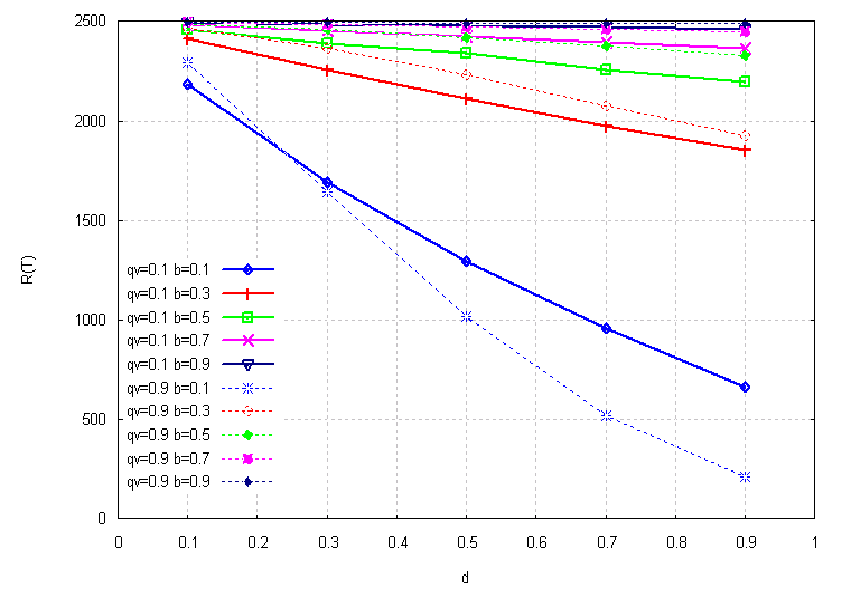 2500
2000
1500
1000
500
0
R(T)
qv=0.1 b=0.1
qv=0.1 b=0.3
qv=0.1 b=0.5
qv=0.1 b=0.7
qv=0.1 b=0.9
qv=0.9 b=0.1
qv=0.9 b=0.3
qv=0.9 b=0.5
qv=0.9 b=0.7
qv=0.9 b=0.9
0 0.1 0.2 0.3 0.4 0.5 0.6 0.7 0.8 0.9 1
d